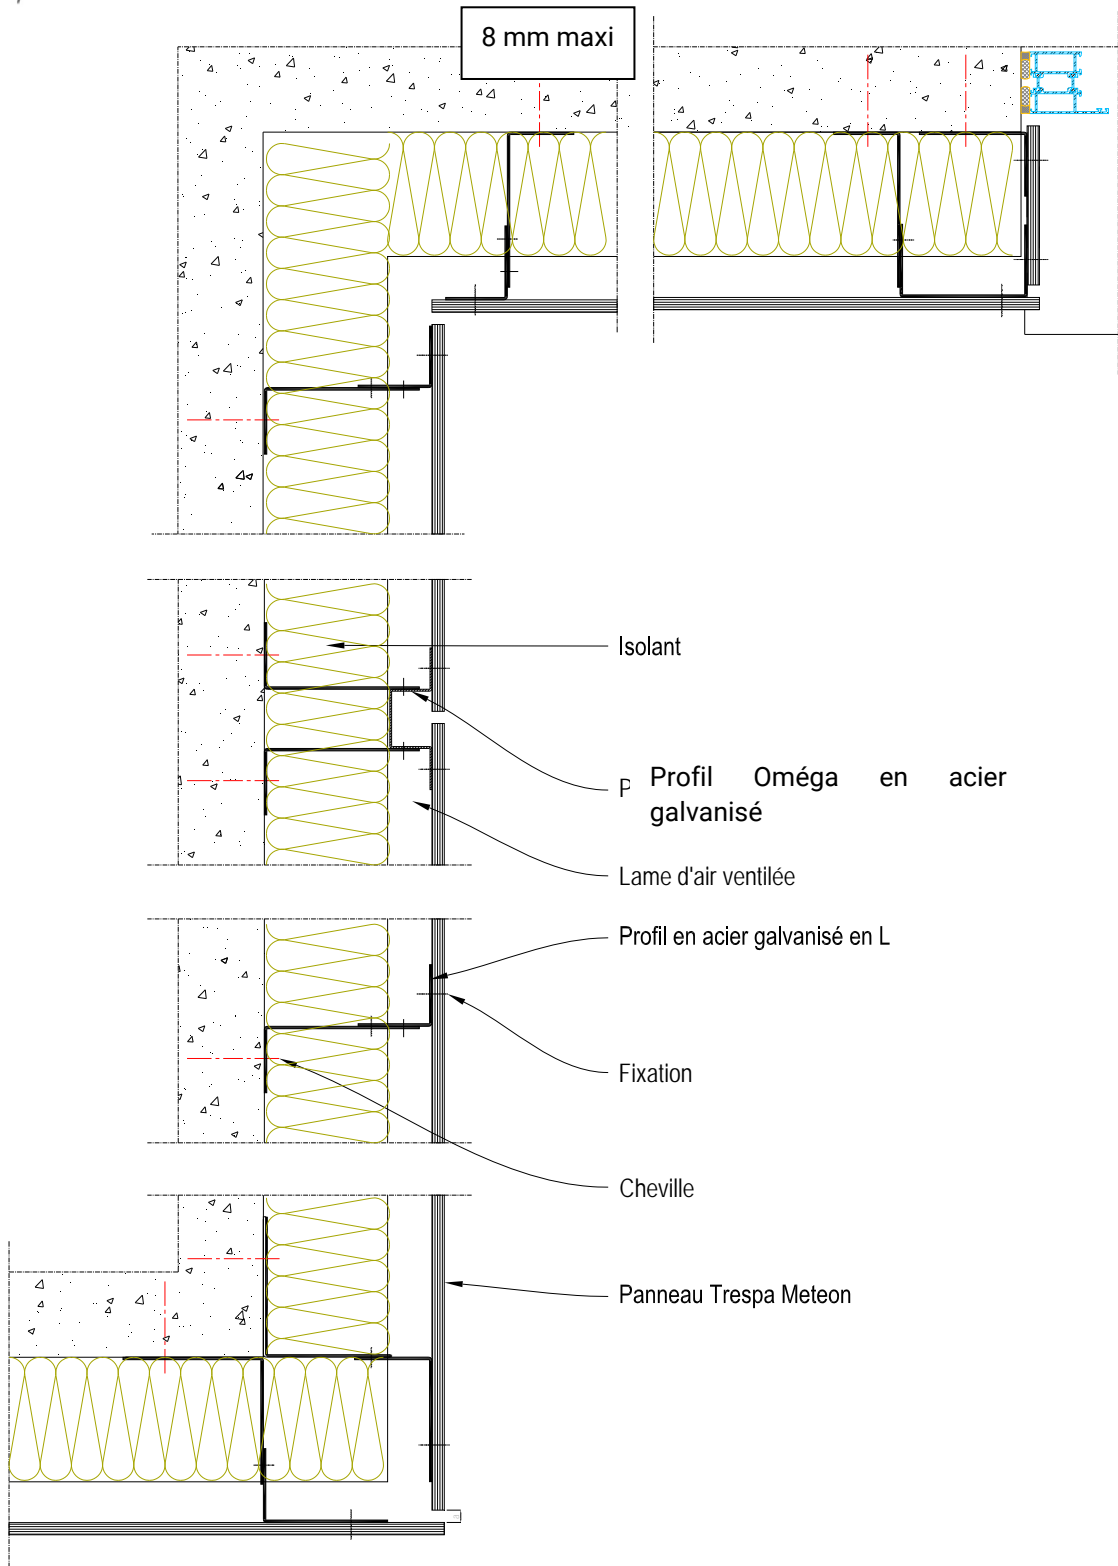 8 mm maxi
Isolant
P Profil Oméga en acier
galvanisé
Lame d'air ventilée
Profil en acier galvanisé en L
Fixation
Cheville
Panneau Trespa Meteon